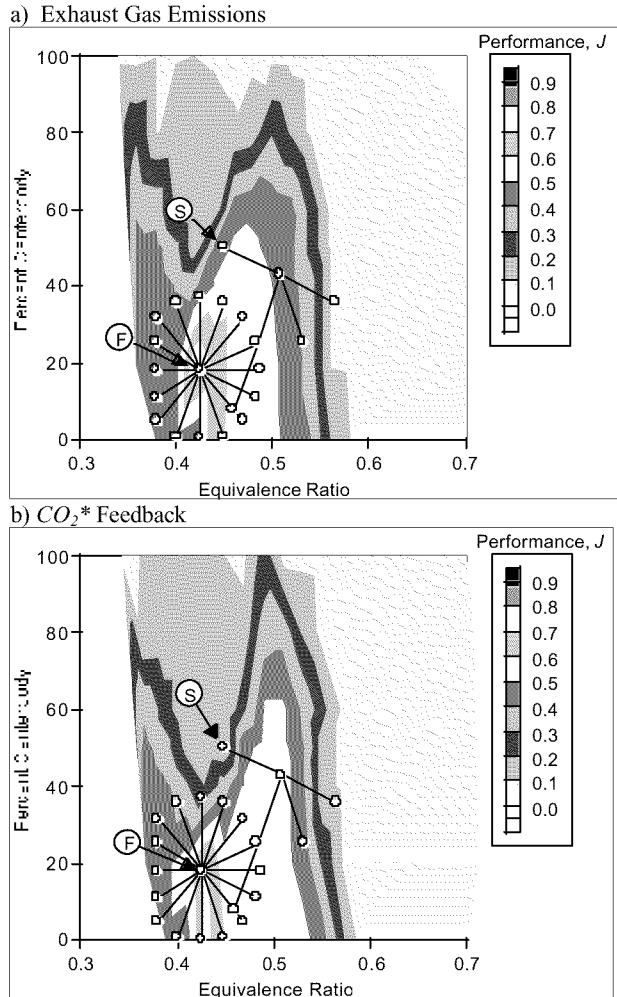 a) Exhaust Gas Emissions
Performance, J
100
80
60
40
20
0
S
F
0.9
0.8
0.7
0.6
0.5
0.4
0.3
0.2
0.1
0.0
0.3 0.4 0.5 0.6 0.7
Equivalence Ratio
b) CO2* Feedback
Performance, J
100
80
60
40
20
0
S
F
0.9
0.8
0.7
0.6
0.5
0.4
0.3
0.2
0.1
0.0
0.3 0.4 0.5 0.6 0.7
Equivalence Ratio